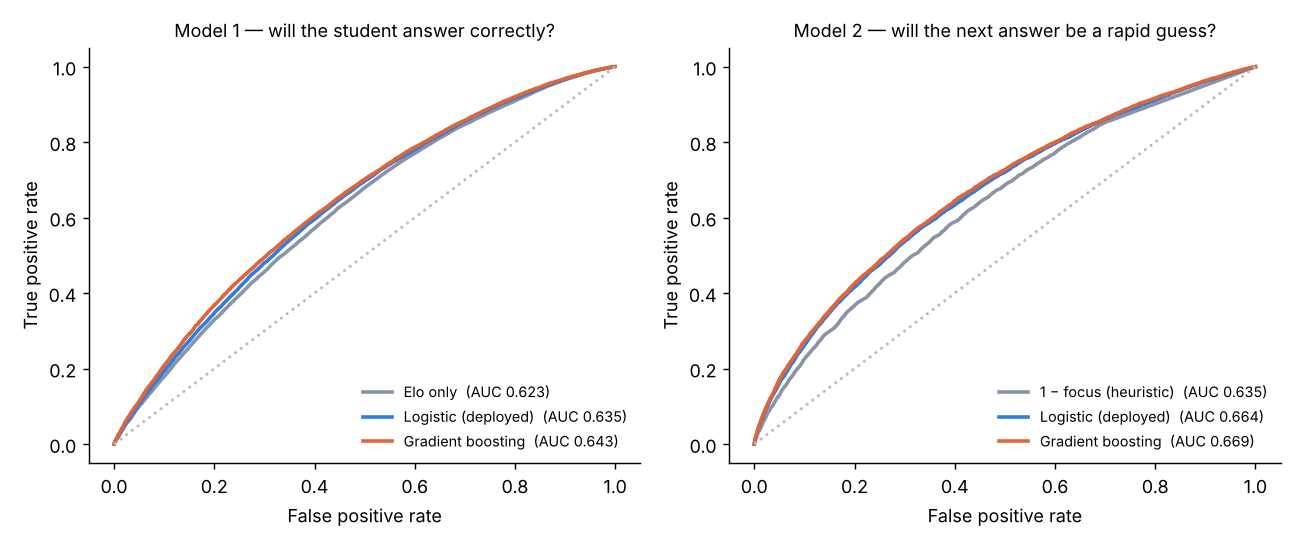 Model 1 — will the student answer correctly?
True positive rate
1.0
0.8
0.6
0.4
0.2
0.0
Elo only (AUC 0.623)
Logistic (deployed) (AUC 0.635)
Gradient boosting (AUC 0.643)
0.0 0.2 0.4 0.6 0.8 1.0
False positive rate
Model 2 — will the next answer be a rapid guess?
True positive rate
1.0
0.8
0.6
0.4
0.2
0.0
1 − focus (heuristic) (AUC 0.635)
Logistic (deployed) (AUC 0.664)
Gradient boosting (AUC 0.669)
0.0 0.2 0.4 0.6 0.8 1.0
False positive rate